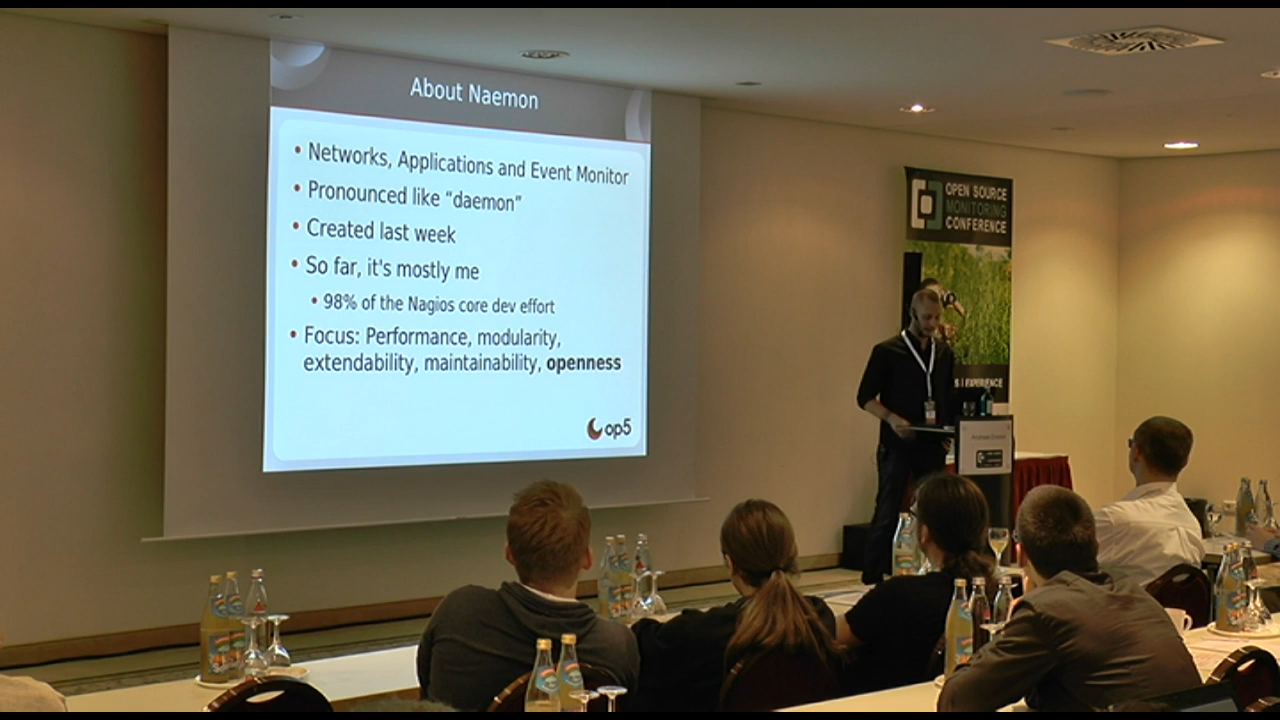 About Naemon
• Networks, Applications and Event Monitor
• Pronounced like “daemon”
• Created last week
• So far, it's mostly me
• 98% of the Nagios core dev effort
• Focus: Performance, modularity,
extendability, maintainability, openness
op5
OPEN SOURCE
MONITORING
CONFERENCE